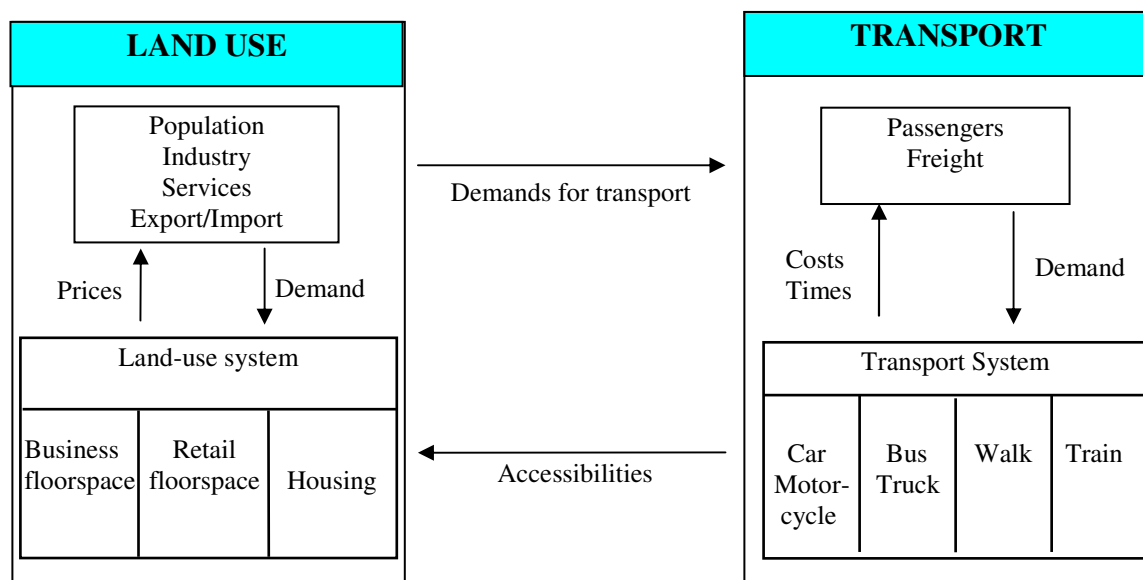 LAND USE
Population
Industry
Services
Export/Import
Prices
Demand
Land-use system
Business
floorspace
Retail
floorspace
Housing
Demands for transport
Accessibilities
TRANSPORT
Passengers
Freight
Costs
Times
Demand
Transport System
Car
Motor-
cycle
Bus
Truck
Walk
Train